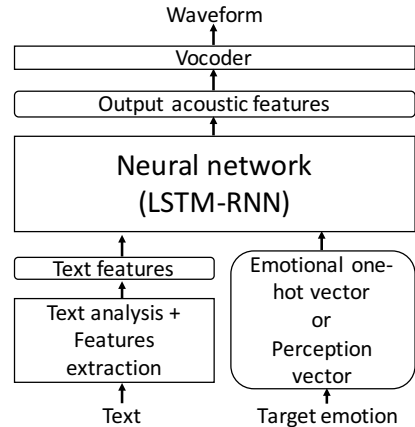 Waveform
Vocoder
Output acoustic features
Neural network
(LSTM-RNN)
Text features
Text analysis +
Features
extraction
Text
Emotional one-
hot vector
or
Perception
vector
Target emotion